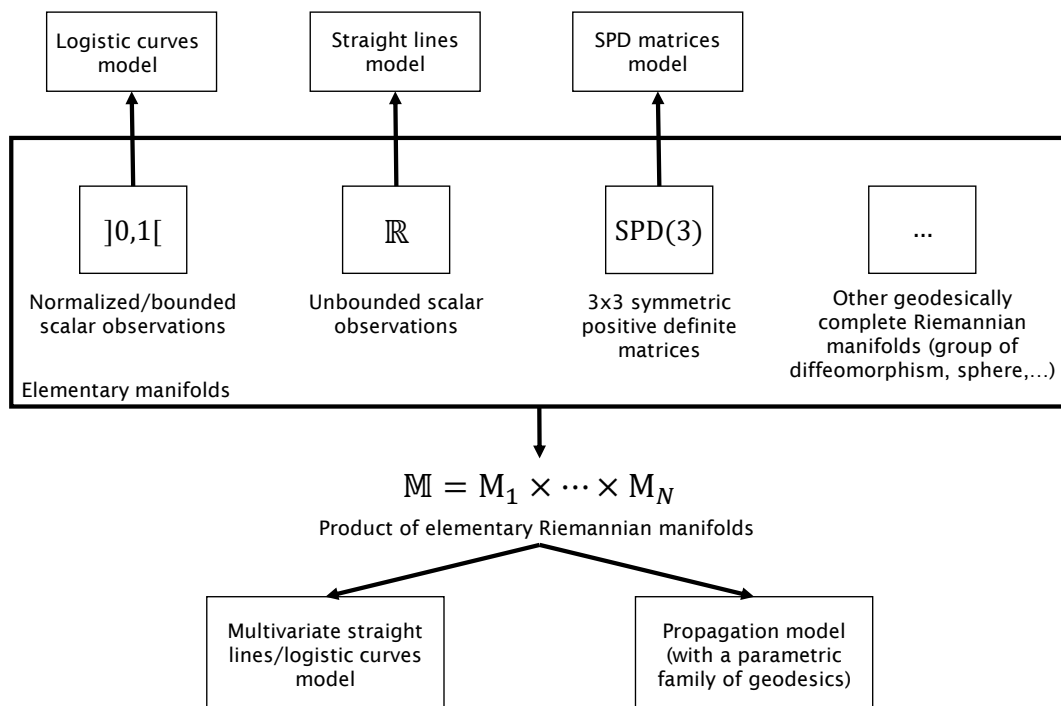 Logistic curves
model
Straight lines
model
SPD matrices
model
]0,1[
ℝ
SPD(3)
...
Normalized/bounded
scalar observations
Unbounded scalar
observations
3x3 symmetric
positive definite
matrices
Other geodesically
complete Riemannian
manifolds (group of
diffeomorphism, sphere,...)
Elementary manifolds
𝕄 = M₁ × ⋯ × M_N
Product of elementary Riemannian manifolds
Multivariate straight
lines/logistic curves
model
Propagation model
(with a parametric
family of geodesics)